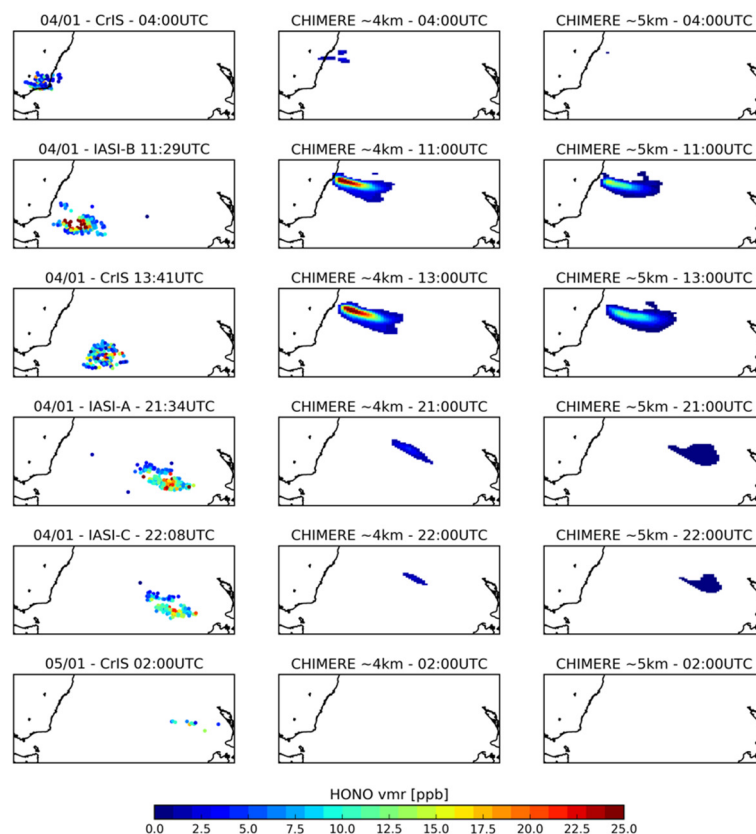 04/01 - CrIS - 04:00UTC
CHIMERE ~4km - 04:00UTC
CHIMERE ~5km - 04:00UTC
04/01 - IASI-B 11:29UTC
CHIMERE ~4km - 11:00UTC
CHIMERE ~5km - 11:00UTC
04/01 - CrIS 13:41UTC
CHIMERE ~4km - 13:00UTC
CHIMERE ~5km - 13:00UTC
04/01 - IASI-A - 21:34UTC
CHIMERE ~4km - 21:00UTC
CHIMERE ~5km - 21:00UTC
04/01 - IASI-C - 22:08UTC
CHIMERE ~4km - 22:00UTC
CHIMERE ~5km - 22:00UTC
05/01 - CrIS 02:00UTC
CHIMERE ~4km - 02:00UTC
CHIMERE ~5km - 02:00UTC
HONO vmr [ppb]
0.0 2.5 5.0 7.5 10.0 12.5 15.0 17.5 20.0 22.5 25.0